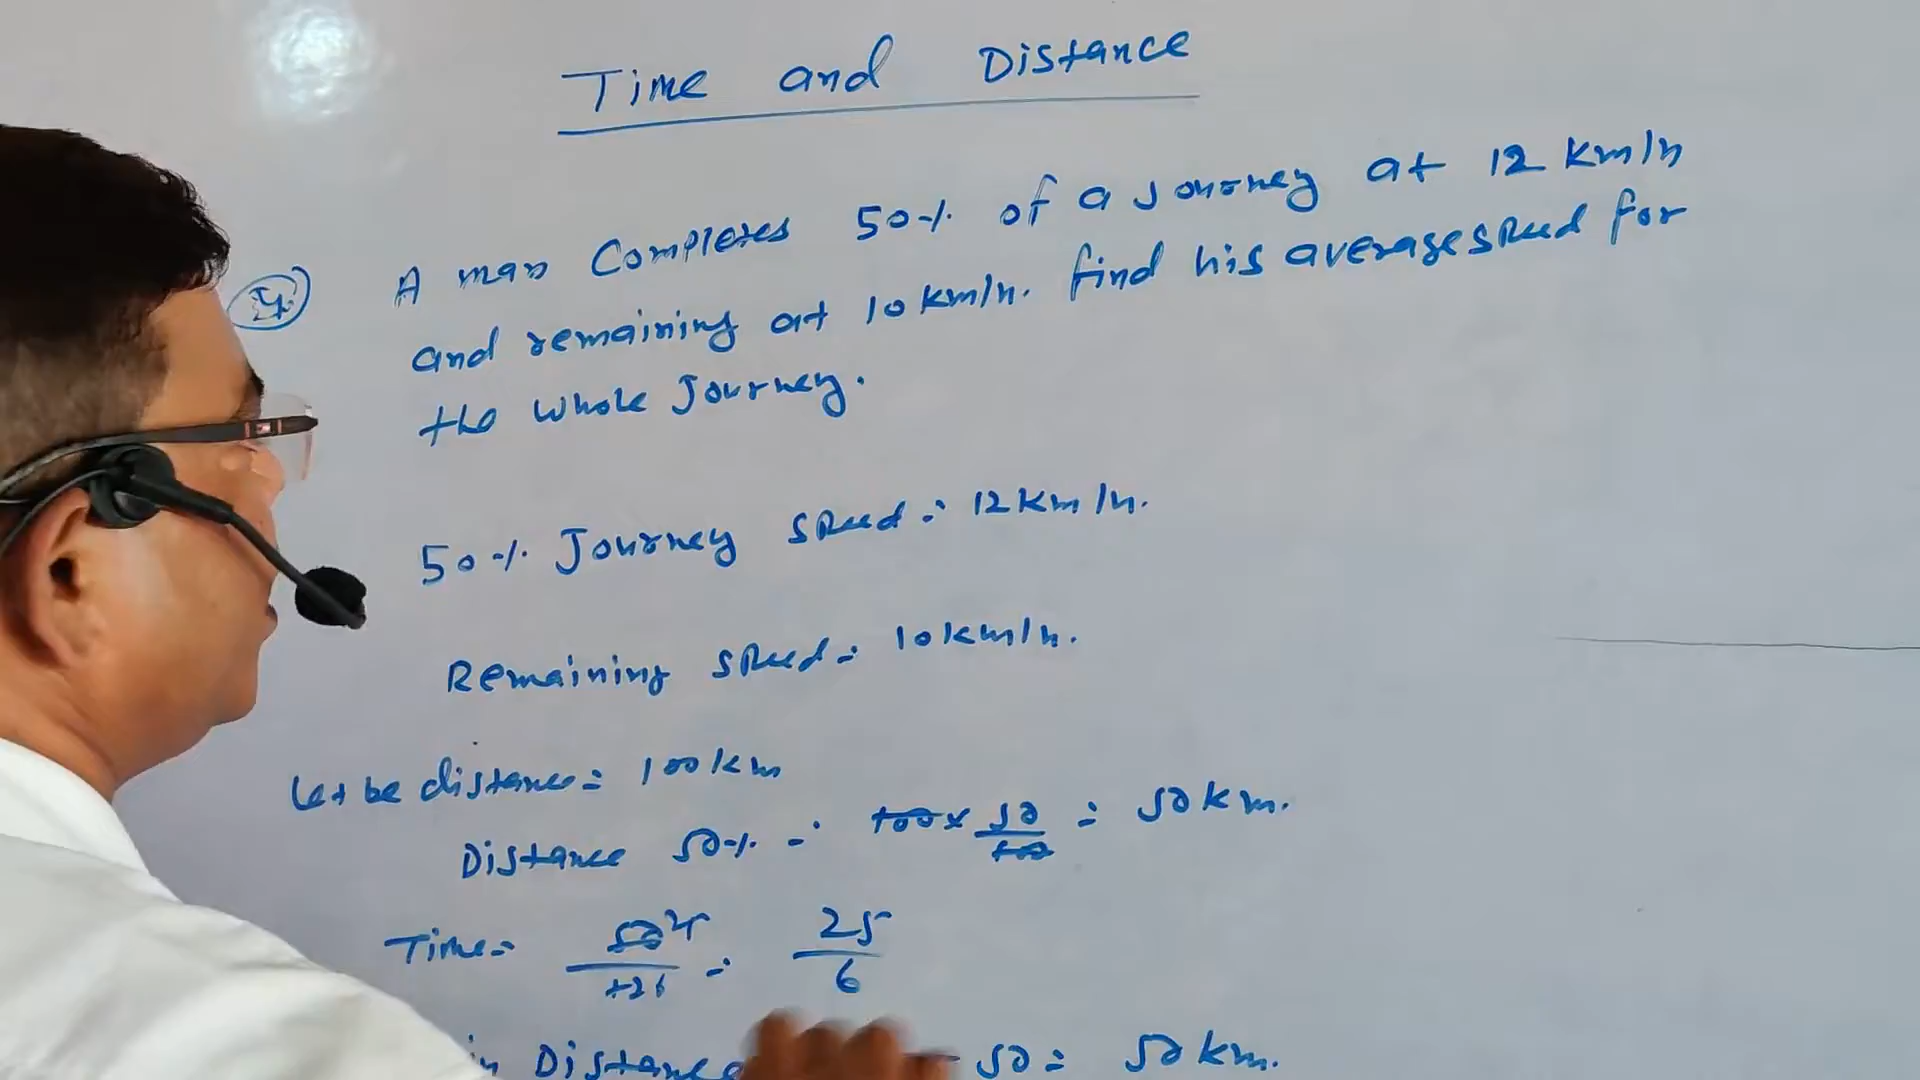 Time and Distance
A man Completes 50% of a Journey at 12 km/h
and remaining at 10 km/h. find his average speed for
the whole Journey.
50% Journey speed = 12 km/h.
Remaining speed = 10 km/h.
Let be distance = 100 km
Distance 50% = 100 x 50/100 = 50 km.
Time = 50 25/12 6 = 25/6
Distance 50 = 50 km.